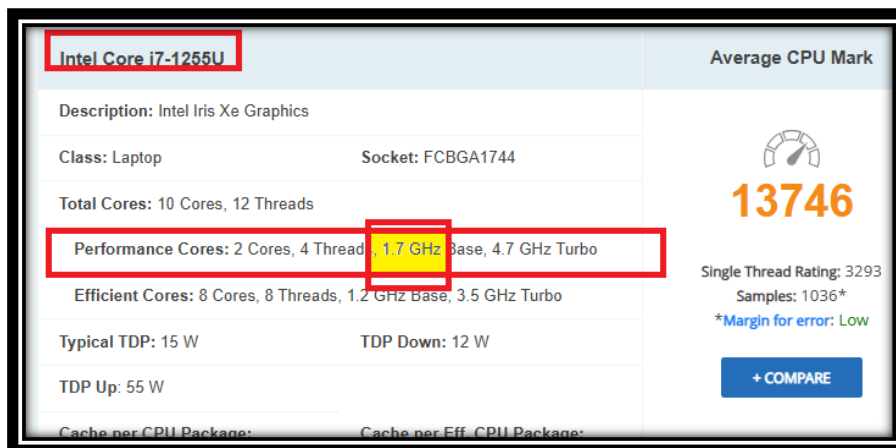 Intel Core i7-1255U
Average CPU Mark
Description: Intel Iris Xe Graphics
Class: Laptop
Socket: FCBGA1744
Total Cores: 10 Cores, 12 Threads
13746
Performance Cores: 2 Cores, 4 Threads, 1.7 GHz Base, 4.7 GHz Turbo
Single Thread Rating: 3293
Efficient Cores: 8 Cores, 8 Threads, 1.2 GHz Base, 3.5 GHz Turbo
Samples: 1036*
*Margin for error: Low
Typical TDP: 15 W
TDP Down: 12 W
+ COMPARE
TDP Up: 55 W
Cache per CPU Package:
Cache per Eff. CPU Package: